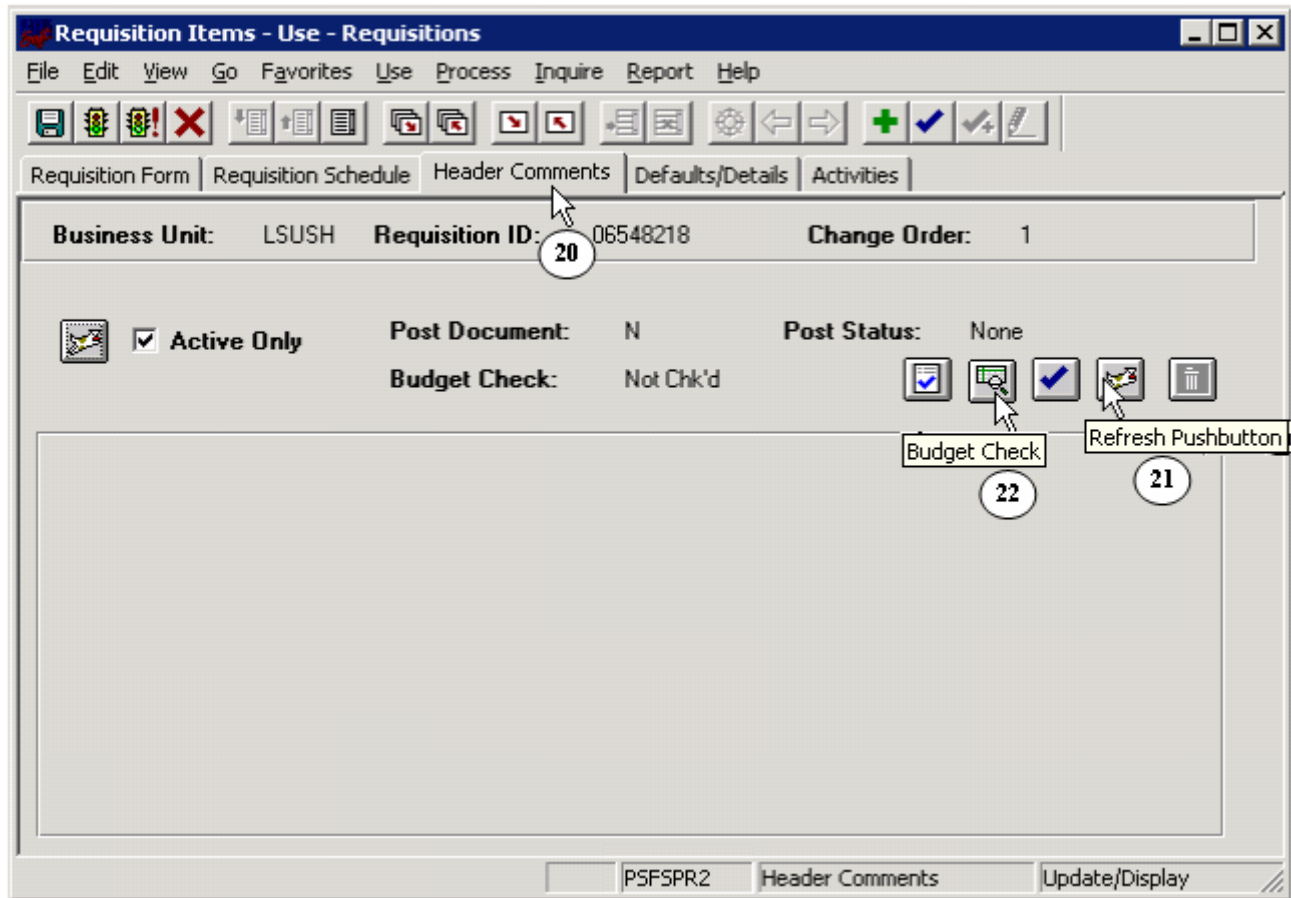 Requisition Items - Use - Requisitions
File Edit View Go Favorites Use Process Inquire Report Help
Requisition Form Requisition Schedule Header Comments Defaults/Details Activities
Business Unit: LSUSH Requisition ID: 06548218 Change Order: 1
20
Active Only Post Document: N Post Status: None
Budget Check: Not Chk'd
Budget Check Refresh Pushbutton
22 21
PSFSPR2 Header Comments Update/Display